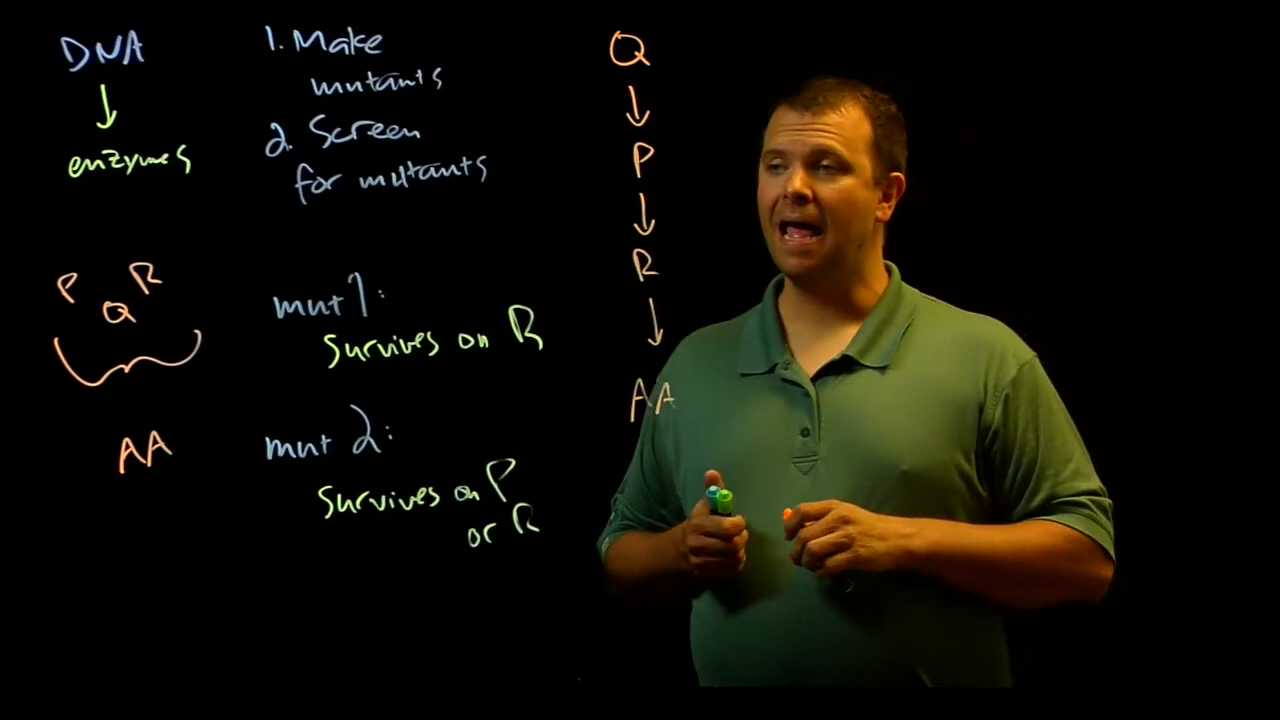 DNA
↓
enzymes
1. Make
mutants
2. Screen
for mutants
P Q R
AA
mut 1:
Survives on R
mut 2:
Survives on P
or R
Q
↓
P
↓
R
↓
AA